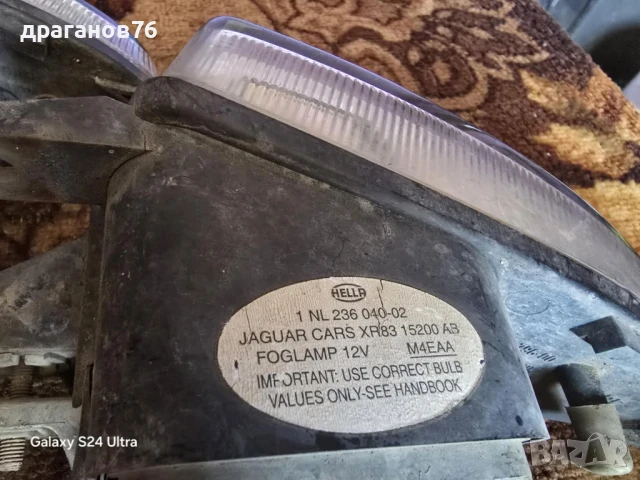 драганов76
HELLA
1 NL 236 040-02
JAGUAR CARS XR83 15200 AB
FOGLAMP 12V M4EAA
IMPORTANT: USE CORRECT BULB
VALUES ONLY-SEE HANDBOOK
Galaxy S24 Ultra
BAZAR